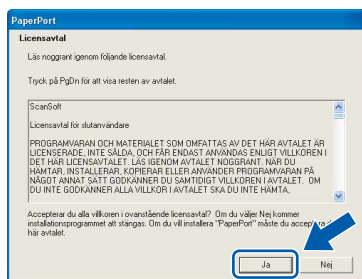 PaperPort
Licensavtal
Läs noggrant igenom följande licensavtal.
Tryck på PgDn för att visa resten av avtalet.
ScanSoft
Licensavtal för slutanvändare
PROGRAMVARAN OCH MATERIALET SOM OMFATTAS AV DET HÄR AVTALET ÄR
LICENSERADE, INTE SÅLDA, OCH FÅR ENDAST ANVÄNDAS ENLIGT VILLKOREN I
DET HÄR LICENSAVTALET. LÄS IGENOM AVTALET NOGGRANT. NÄR DU
HÄMTAR, INSTALLERAR, KOPIERAR ELLER ANVÄNDER PROGRAMVARAN PÅ
NÅGOT ANNAT SÄTT GODKÄNNER DU SAMTIDIGT VILLKOREN I AVTALET. OM
DU INTE GODKÄNNER ALLA VILLKOR I AVTALET SKA DU INTE HÄMTA,
Accepterar du alla villkoren i ovanstående licensavtal? Om du väljer Nej kommer
installationsprogrammet att stängas. Om du vill installera "PaperPort" måste du acceptera
här avtalet.
Ja
Nej